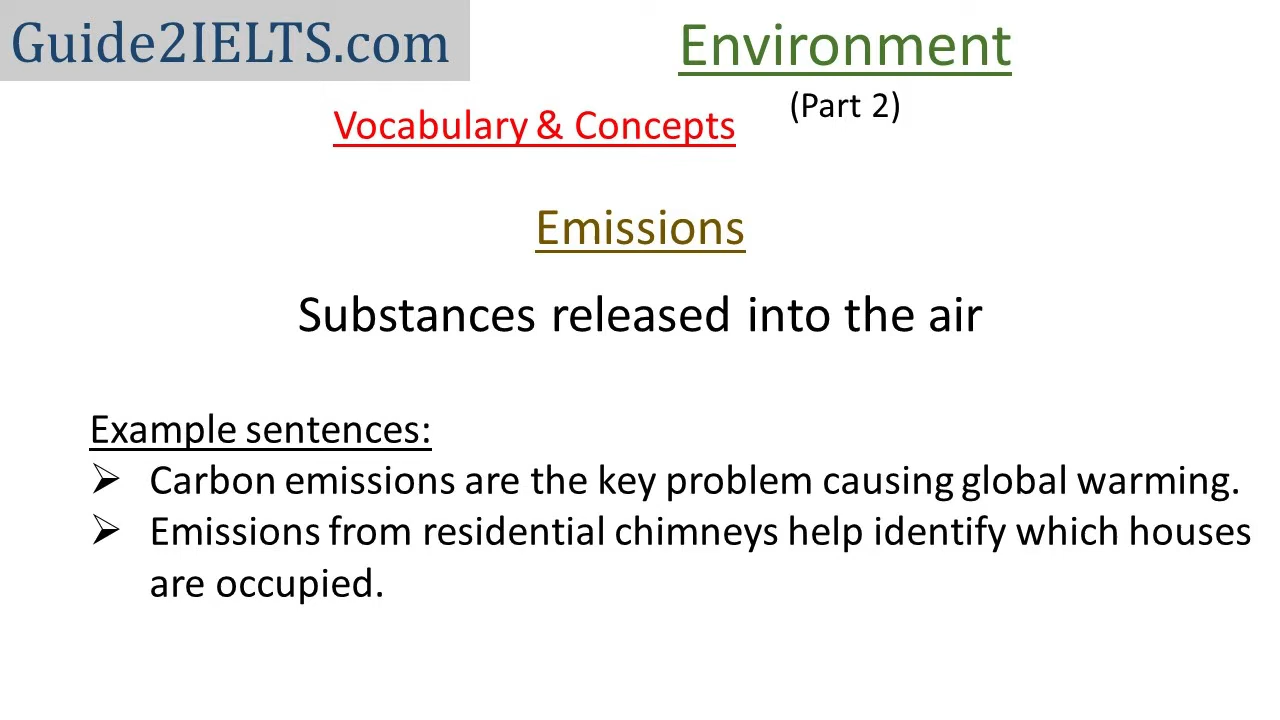 Guide2IELTS.com
Environment
(Part 2)
Vocabulary & Concepts
Emissions
Substances released into the air
Example sentences:
➢ Carbon emissions are the key problem causing global warming.
➢ Emissions from residential chimneys help identify which houses
are occupied.